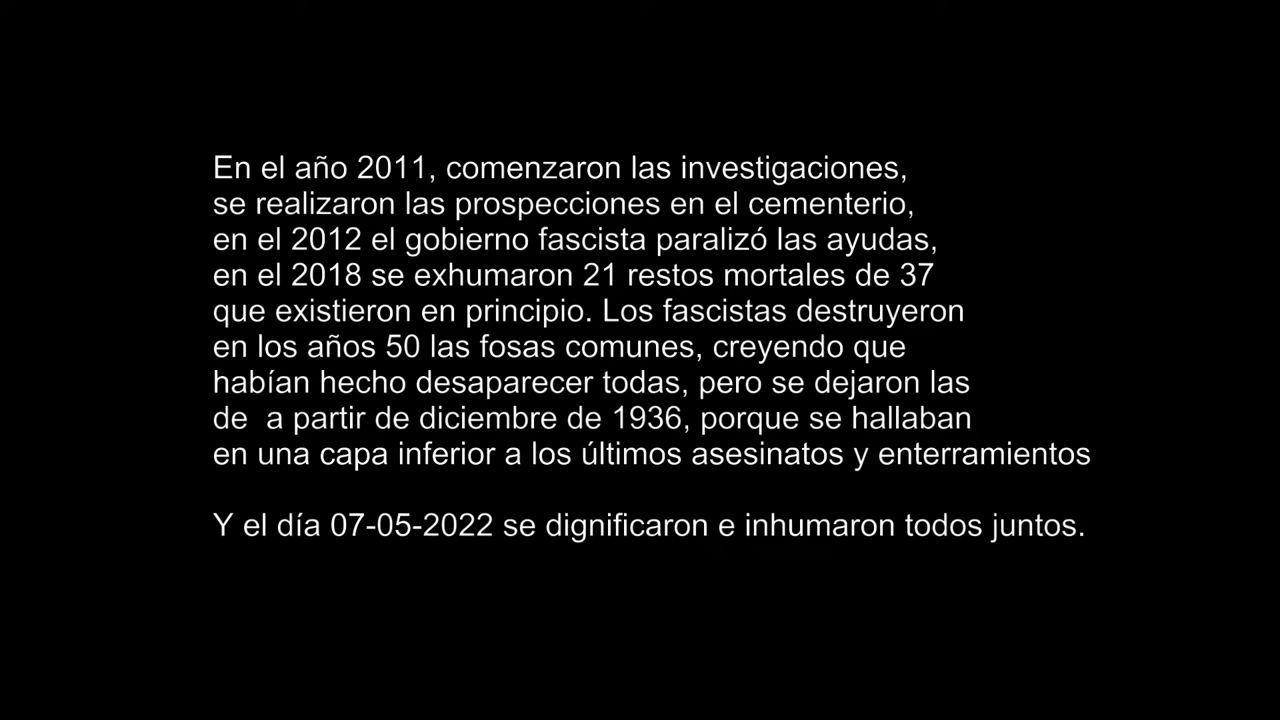 En el año 2011, comenzaron las investigaciones,
se realizaron las prospecciones en el cementerio,
en el 2012 el gobierno fascista paralizó las ayudas,
en el 2018 se exhumaron 21 restos mortales de 37
que existieron en principio. Los fascistas destruyeron
en los años 50 las fosas comunes, creyendo que
habían hecho desaparecer todas, pero se dejaron las
de  a partir de diciembre de 1936, porque se hallaban
en una capa inferior a los últimos asesinatos y enterramientos
Y el día 07-05-2022 se dignificaron e inhumaron todos juntos.